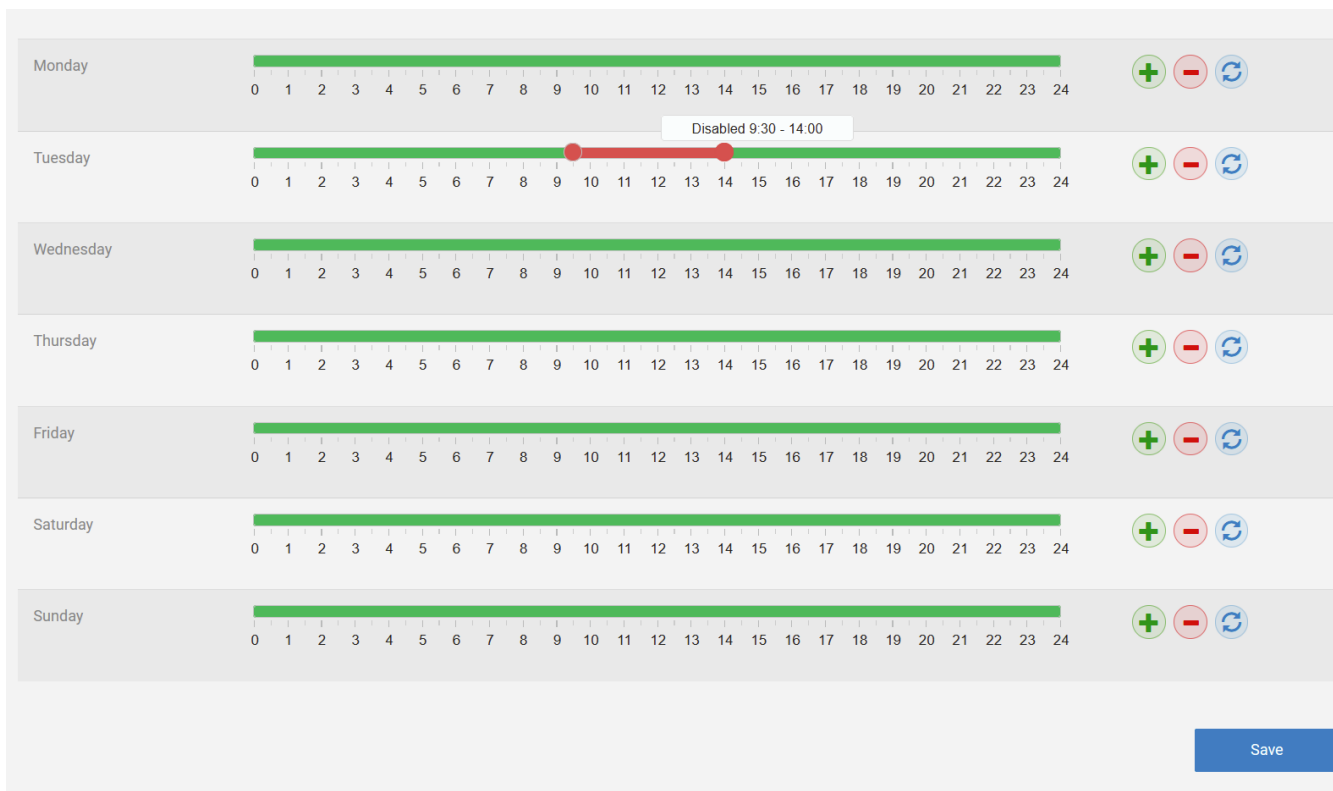 Monday
0 1 2 3 4 5 6 7 8 9 10 11 12 13 14 15 16 17 18 19 20 21 22 23 24
Disabled 9:30 - 14:00
Tuesday
0 1 2 3 4 5 6 7 8 9 10 11 12 13 14 15 16 17 18 19 20 21 22 23 24
Wednesday
0 1 2 3 4 5 6 7 8 9 10 11 12 13 14 15 16 17 18 19 20 21 22 23 24
Thursday
0 1 2 3 4 5 6 7 8 9 10 11 12 13 14 15 16 17 18 19 20 21 22 23 24
Friday
0 1 2 3 4 5 6 7 8 9 10 11 12 13 14 15 16 17 18 19 20 21 22 23 24
Saturday
0 1 2 3 4 5 6 7 8 9 10 11 12 13 14 15 16 17 18 19 20 21 22 23 24
Sunday
0 1 2 3 4 5 6 7 8 9 10 11 12 13 14 15 16 17 18 19 20 21 22 23 24
Save